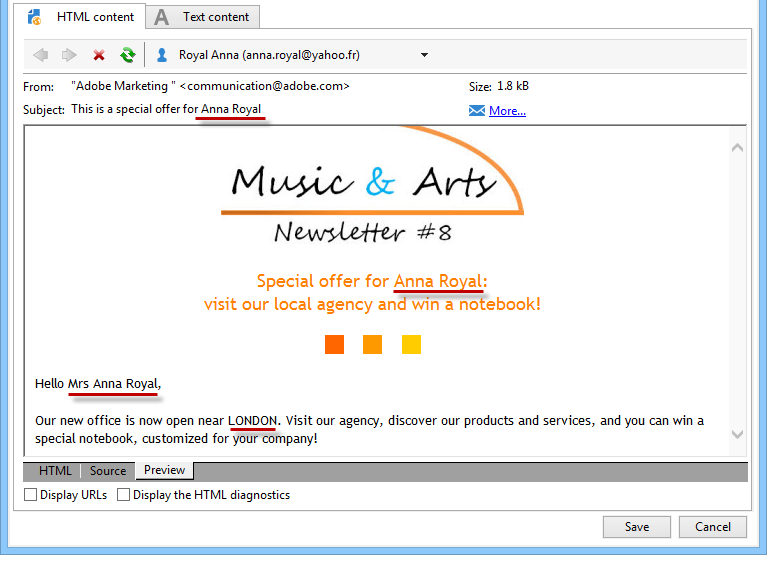 HTML content
A Text content
Royal Anna (anna.royal@yahoo.fr)
From: "Adobe Marketing " <communication@adobe.com> Size: 1.8 kB
Subject: This is a special offer for Anna Royal More...
Music & Arts
Newsletter #8
Special offer for Anna Royal:
visit our local agency and win a notebook!
Hello Mrs Anna Royal,
Our new office is now open near LONDON. Visit our agency, discover our products and services, and you can win a
special notebook, customized for your company!
HTML Source Preview
Display URLs Display the HTML diagnostics
Save Cancel